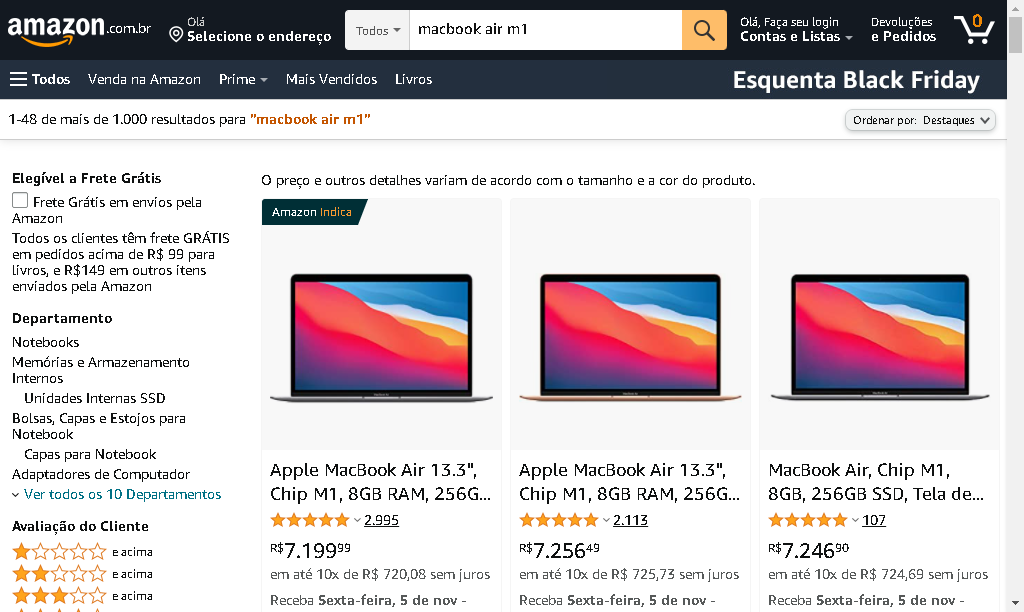 amazon.com.br
Olá
Selecione o endereço
Todos
macbook air m1
Olá, Faça seu login
Contas e Listas
Devoluções
e Pedidos
0
Todos
Venda na Amazon
Prime
Mais Vendidos
Livros
Esquenta Black Friday
1-48 de mais de 1.000 resultados para "macbook air m1"
Ordenar por: Destaques
Elegível a Frete Grátis
Frete Grátis em envios pela
Amazon
Todos os clientes têm frete GRÁTIS
em pedidos acima de R$ 99 para
livros, e R$149 em outros itens
enviados pela Amazon
Departamento
Notebooks
Memórias e Armazenamento
Internos
Unidades Internas SSD
Bolsas, Capas e Estojos para
Notebook
Capas para Notebook
Adaptadores de Computador
Ver todos os 10 Departamentos
Avaliação do Cliente
e acima
e acima
e acima
O preço e outros detalhes variam de acordo com o tamanho e a cor do produto.
Amazon Indica
Apple MacBook Air 13.3",
Chip M1, 8GB RAM, 256G...
2.995
R$7.19999
em até 10x de R$ 720,08 sem juros
Receba Sexta-feira, 5 de nov -
Apple MacBook Air 13.3",
Chip M1, 8GB RAM, 256G...
2.113
R$7.25649
em até 10x de R$ 725,73 sem juros
Receba Sexta-feira, 5 de nov -
MacBook Air, Chip M1,
8GB, 256GB SSD, Tela de...
107
R$7.24690
em até 10x de R$ 724,69 sem juros
Receba Sexta-feira, 5 de nov -